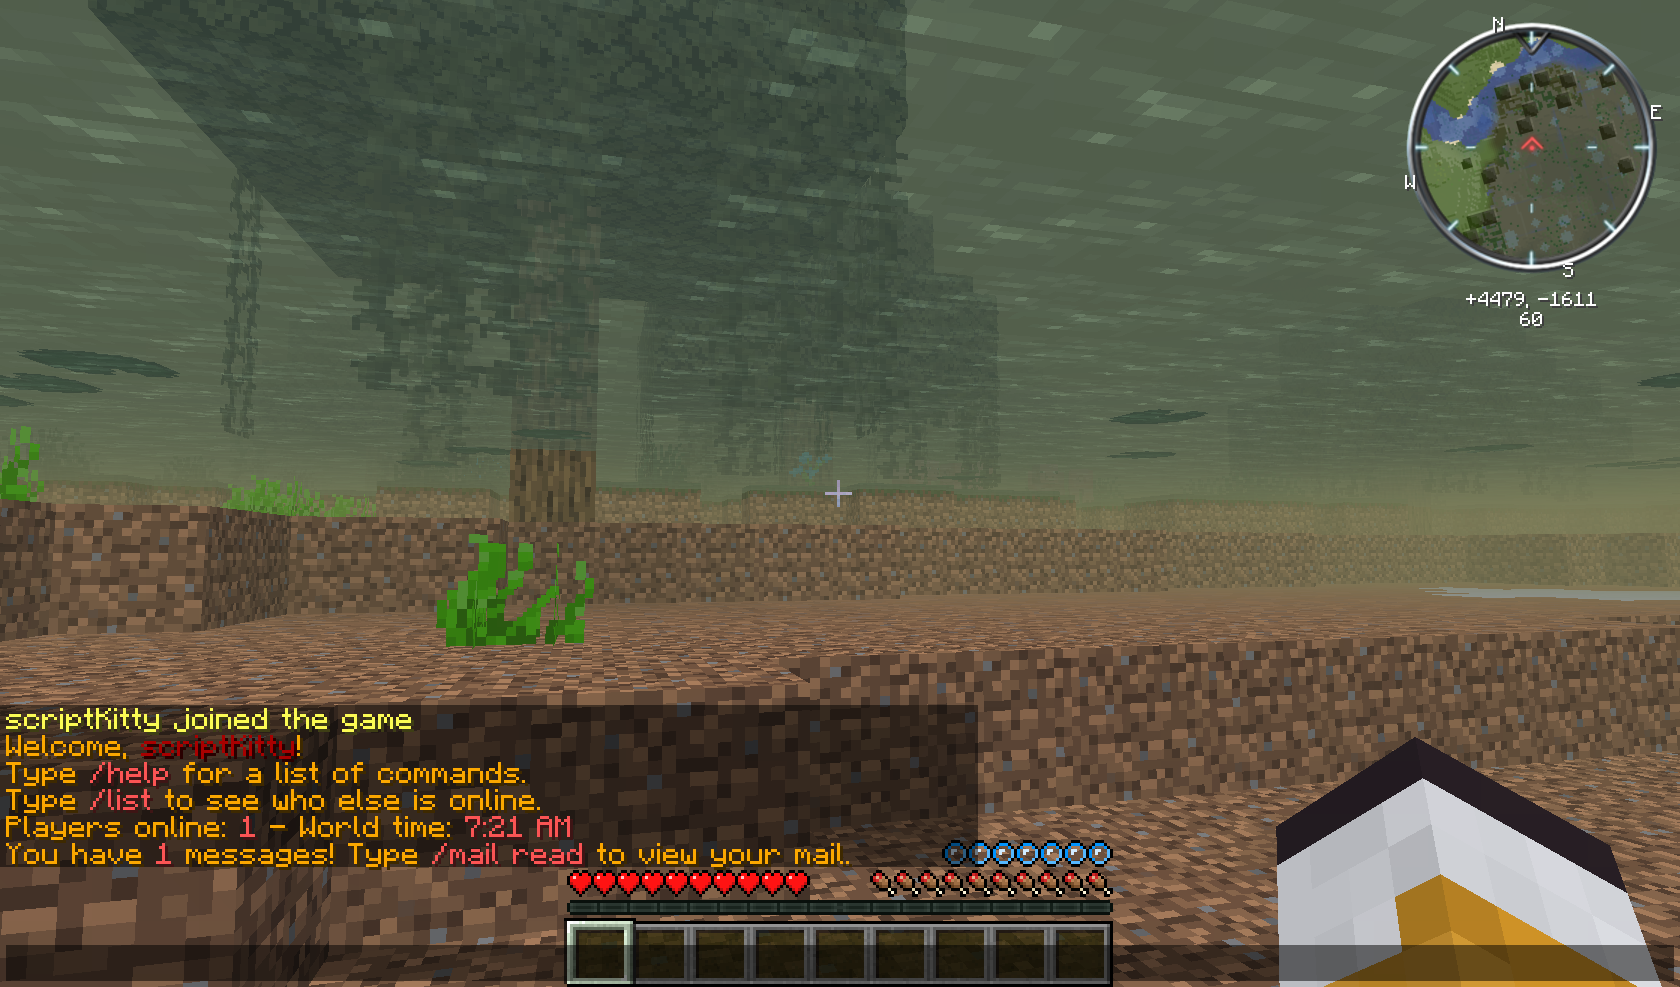 N
E
W
S
+4479, -1611
60
scriptKitty joined the game
Welcome, scriptKitty!
Type /help for a list of commands.
Type /list to see who else is online.
Players online: 1 - World time: 7:21 AM
You have 1 messages! Type /mail read to view your mail.